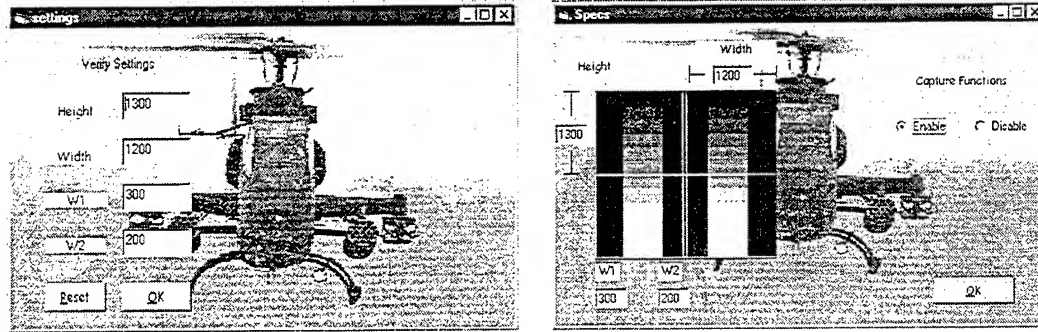 settings
Verify Settings
Height
1300
Width
1200
W1
300
W2
200
Reset
OK
Specs
Width
Height
1200
Capture Functions
1300
Enable
Disable
W1
W2
300
200
OK